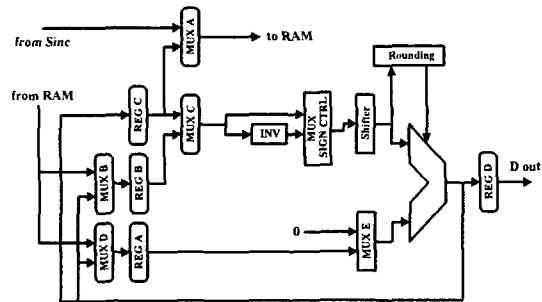 MUX A
from Sinc
to RAM
Rounding
from RAM
REG C
MUX C
INV
MUX
SIGN CTRL
Shifter
MUX B
REG B
REG D
D out
MUX D
REG A
0
MUX E